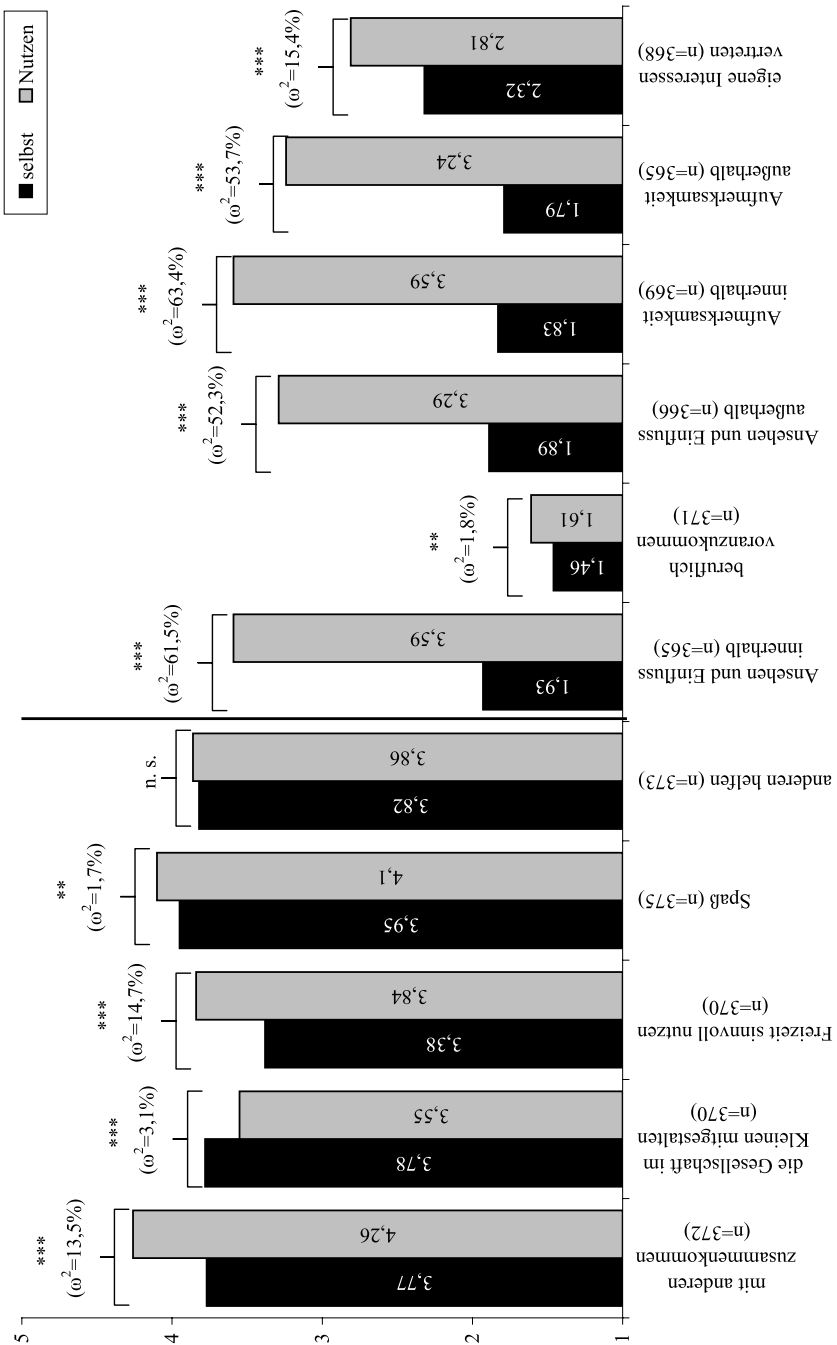 selbst
Nutzen
5
4
3
2
1
***
(ω²=13,5%)
3,77
4,26
mit anderen
zusammenkommen
(n=372)
***
(ω²=3,1%)
3,78
3,55
die Gesellschaft im
Kleinen mitgestalten
(n=370)
***
(ω²=14,7%)
3,38
3,84
Freizeit sinnvoll nutzen
(n=370)
**
(ω²=1,7%)
3,95
4,1
Spaß (n=375)
n. s.
3,82
3,86
anderen helfen (n=373)
***
(ω²=61,5%)
1,93
3,59
Ansehen und Einfluss
innerhalb (n=365)
**
(ω²=1,8%)
1,46
1,61
beruflich
voranzukommen
(n=371)
***
(ω²=52,3%)
1,89
3,29
Ansehen und Einfluss
außerhalb (n=366)
***
(ω²=63,4%)
1,83
3,59
Aufmerksamkeit
innerhalb (n=369)
***
(ω²=53,7%)
1,79
3,24
Aufmerksamkeit
außerhalb (n=365)
***
(ω²=15,4%)
2,32
2,81
eigene Interessen
vertreten (n=368)